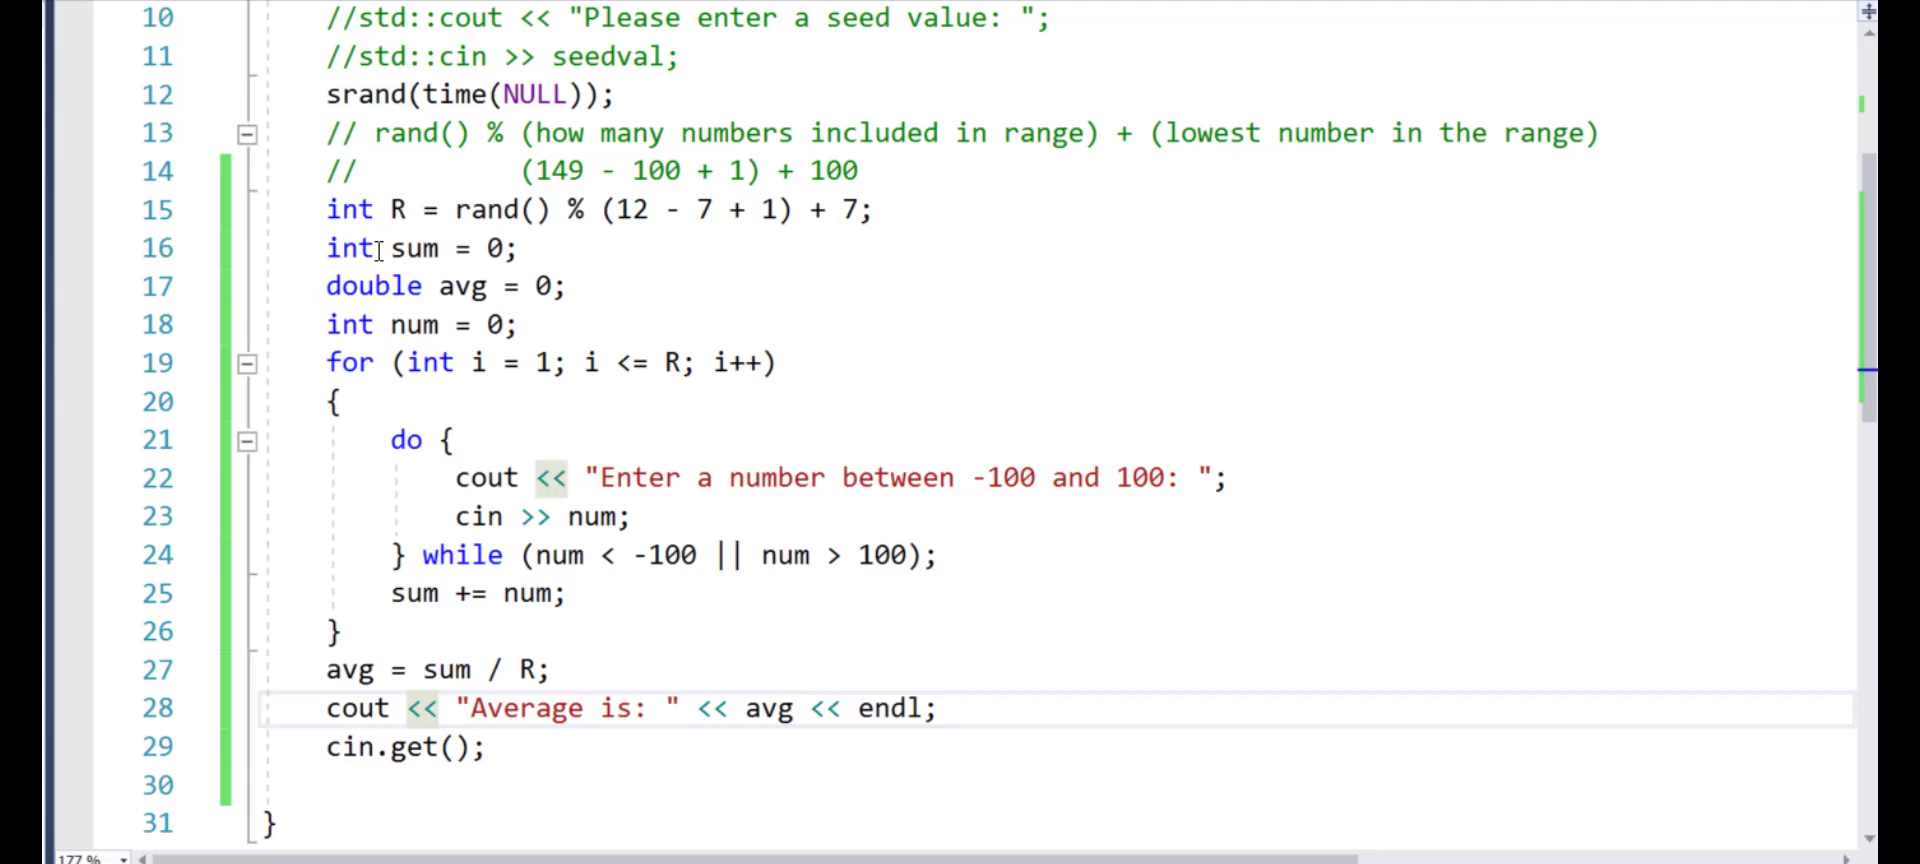 10 //std::cout << "Please enter a seed value: ";
11 //std::cin >> seedval;
12 srand(time(NULL));
13 // rand() % (how many numbers included in range) + (lowest number in the range)
14 //          (149 - 100 + 1) + 100
15 int R = rand() % (12 - 7 + 1) + 7;
16 int sum = 0;
17 double avg = 0;
18 int num = 0;
19 for (int i = 1; i <= R; i++)
20 {
21     do {
22         cout << "Enter a number between -100 and 100: ";
23         cin >> num;
24     } while (num < -100 || num > 100);
25     sum += num;
26 }
27 avg = sum / R;
28 cout << "Average is: " << avg << endl;
29 cin.get();
30
31 }
177 %